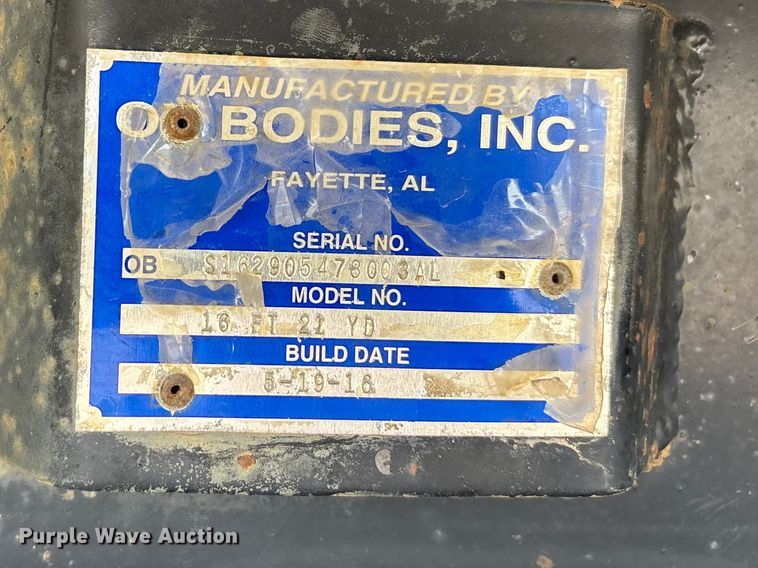 MANUFACTURED BY
BODIES, INC.
FAYETTE, AL
SERIAL NO.
OB
MODEL NO.
16 FT 21 YD
BUILD DATE
5-19-16
Purple Wave Auction